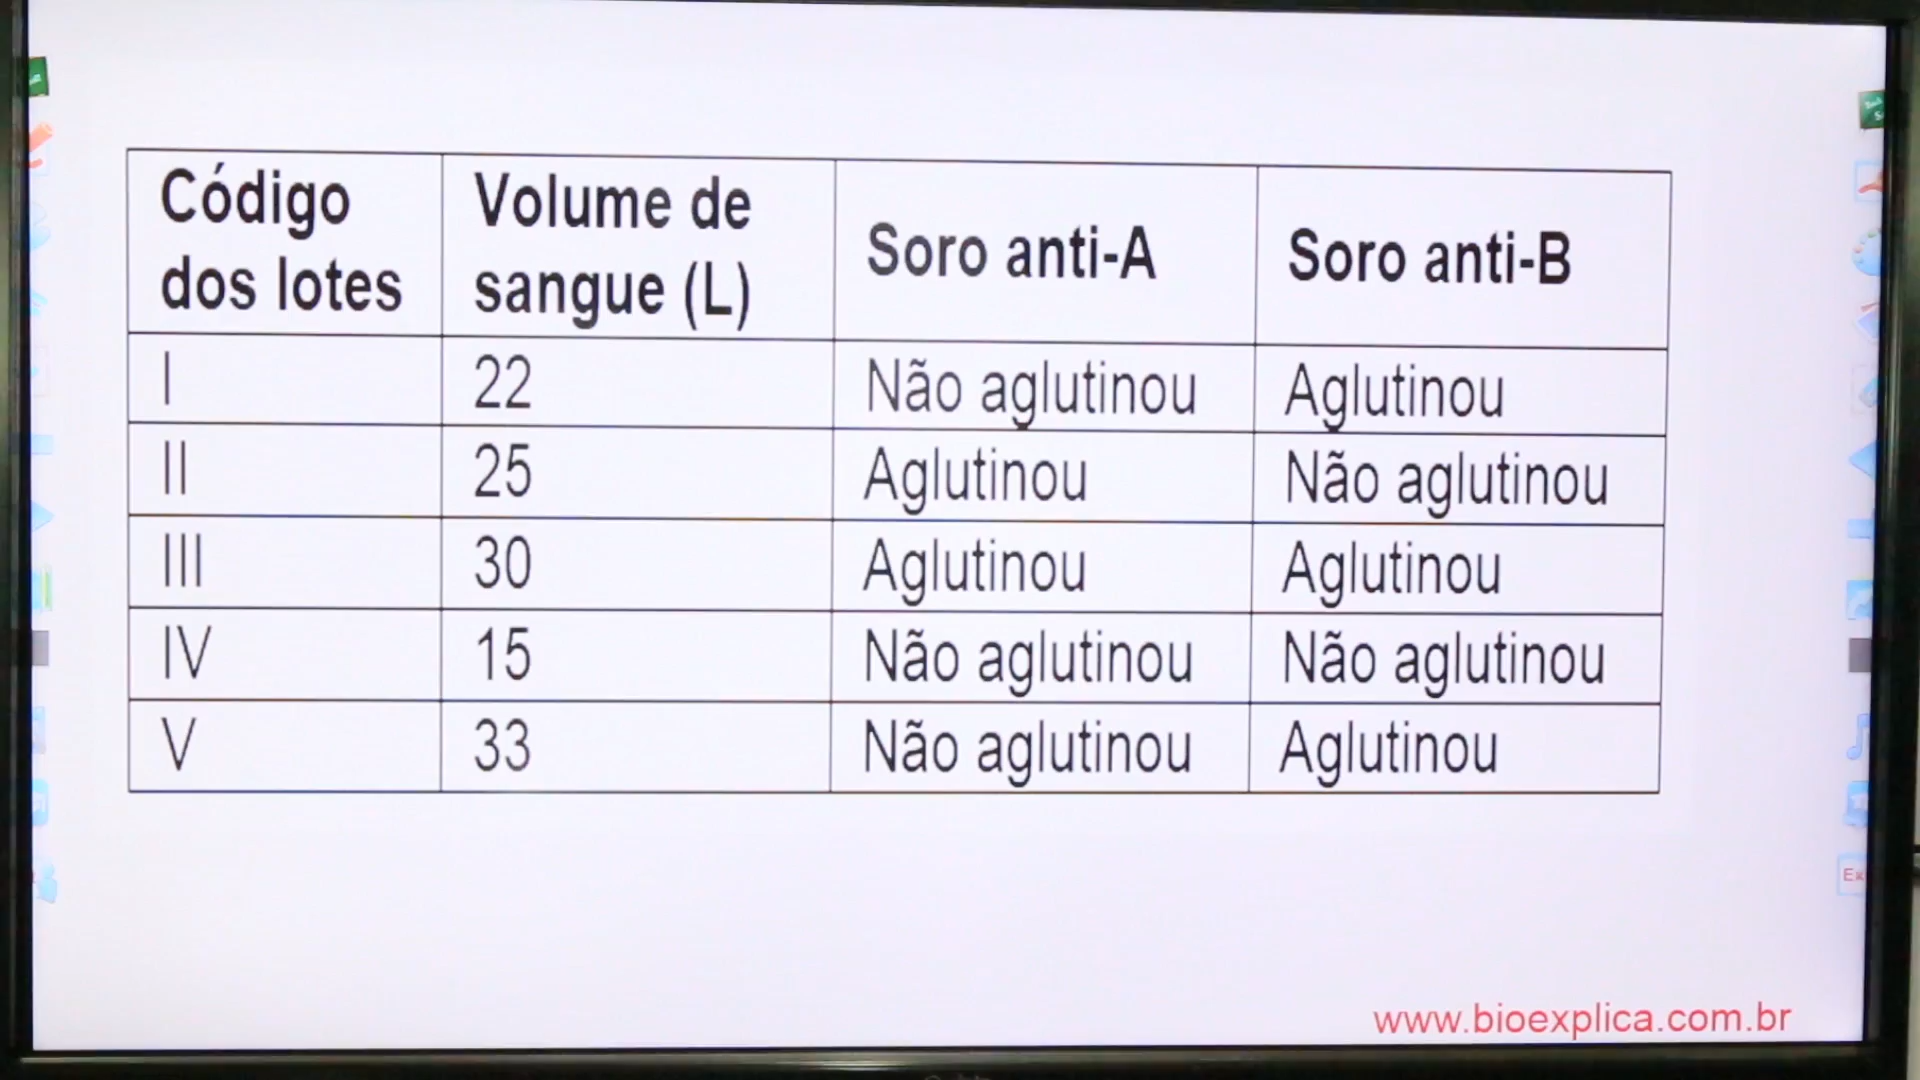 Código dos lotes | Volume de sangue (L) | Soro anti-A | Soro anti-B
I | 22 | Não aglutinou | Aglutinou
II | 25 | Aglutinou | Não aglutinou
III | 30 | Aglutinou | Aglutinou
IV | 15 | Não aglutinou | Não aglutinou
V | 33 | Não aglutinou | Aglutinou
www.bioexplica.com.br